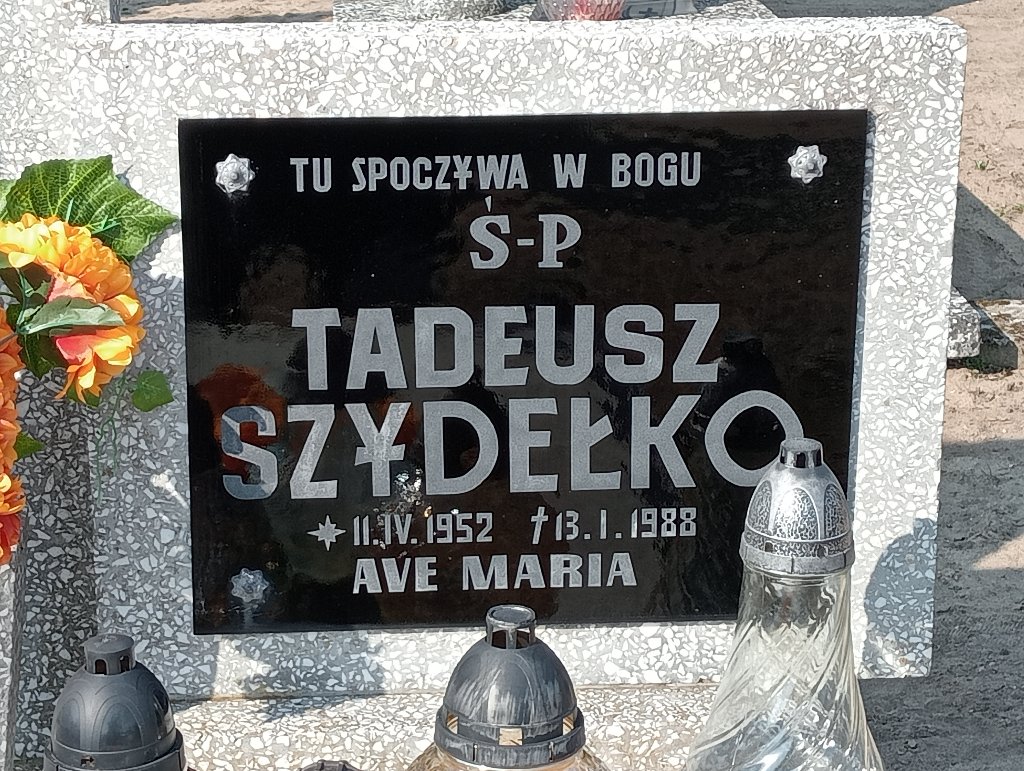 TU SPOCZYWA W BOGU
Ś-P
TADEUSZ
SZYDEŁKO
* 11.IV.1952 † 13.I.1988
AVE MARIA